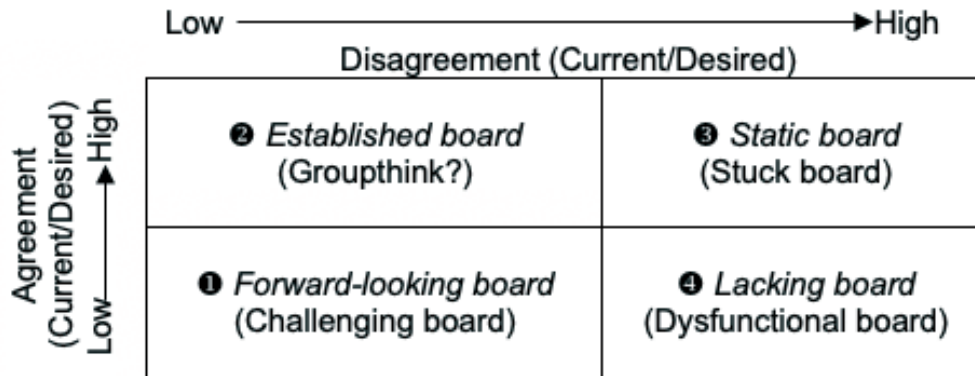 Low High
Disagreement (Current/Desired)
Agreement
(Current/Desired)
Low High
❷ Established board
(Groupthink?)
❸ Static board
(Stuck board)
❶ Forward-looking board
(Challenging board)
❹ Lacking board
(Dysfunctional board)